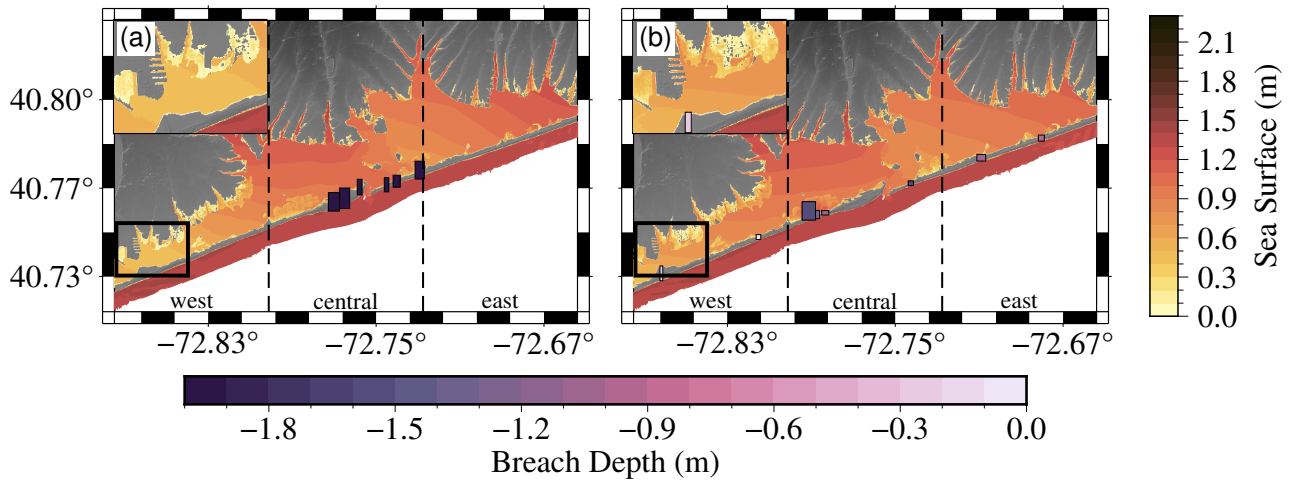 (a)
(b)
40.80°
40.77°
40.73°
west
central
east
west
central
east
−72.83°
−72.75°
−72.67°
−72.83°
−72.75°
−72.67°
2.1
1.8
1.5
1.2
0.9
0.6
0.3
0.0
Sea Surface (m)
−1.8
−1.5
−1.2
−0.9
−0.6
−0.3
0.0
Breach Depth (m)